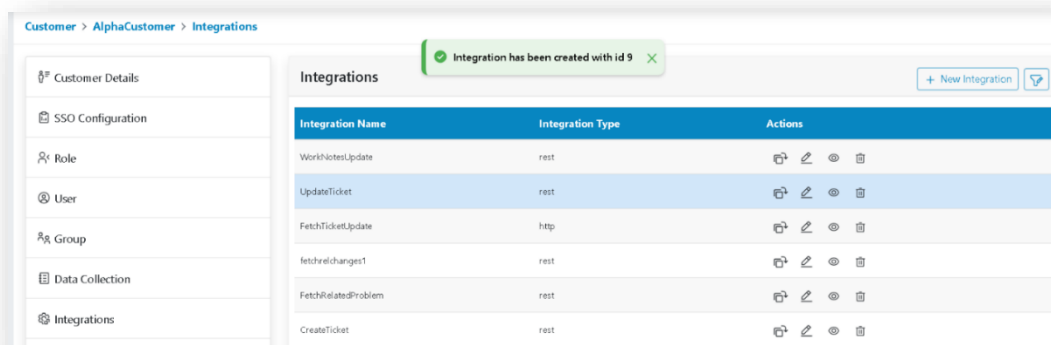 Customer > AlphaCustomer > Integrations
Integration has been created with id 9
Customer Details
SSO Configuration
Role
User
Group
Data Collection
Integrations
Integrations
+ New Integration
Integration Name Integration Type Actions
WorkNotesUpdate rest
UpdateTicket rest
FetchTicketUpdate http
fetchrelchanges1 rest
FetchRelatedProblem rest
CreateTicket rest